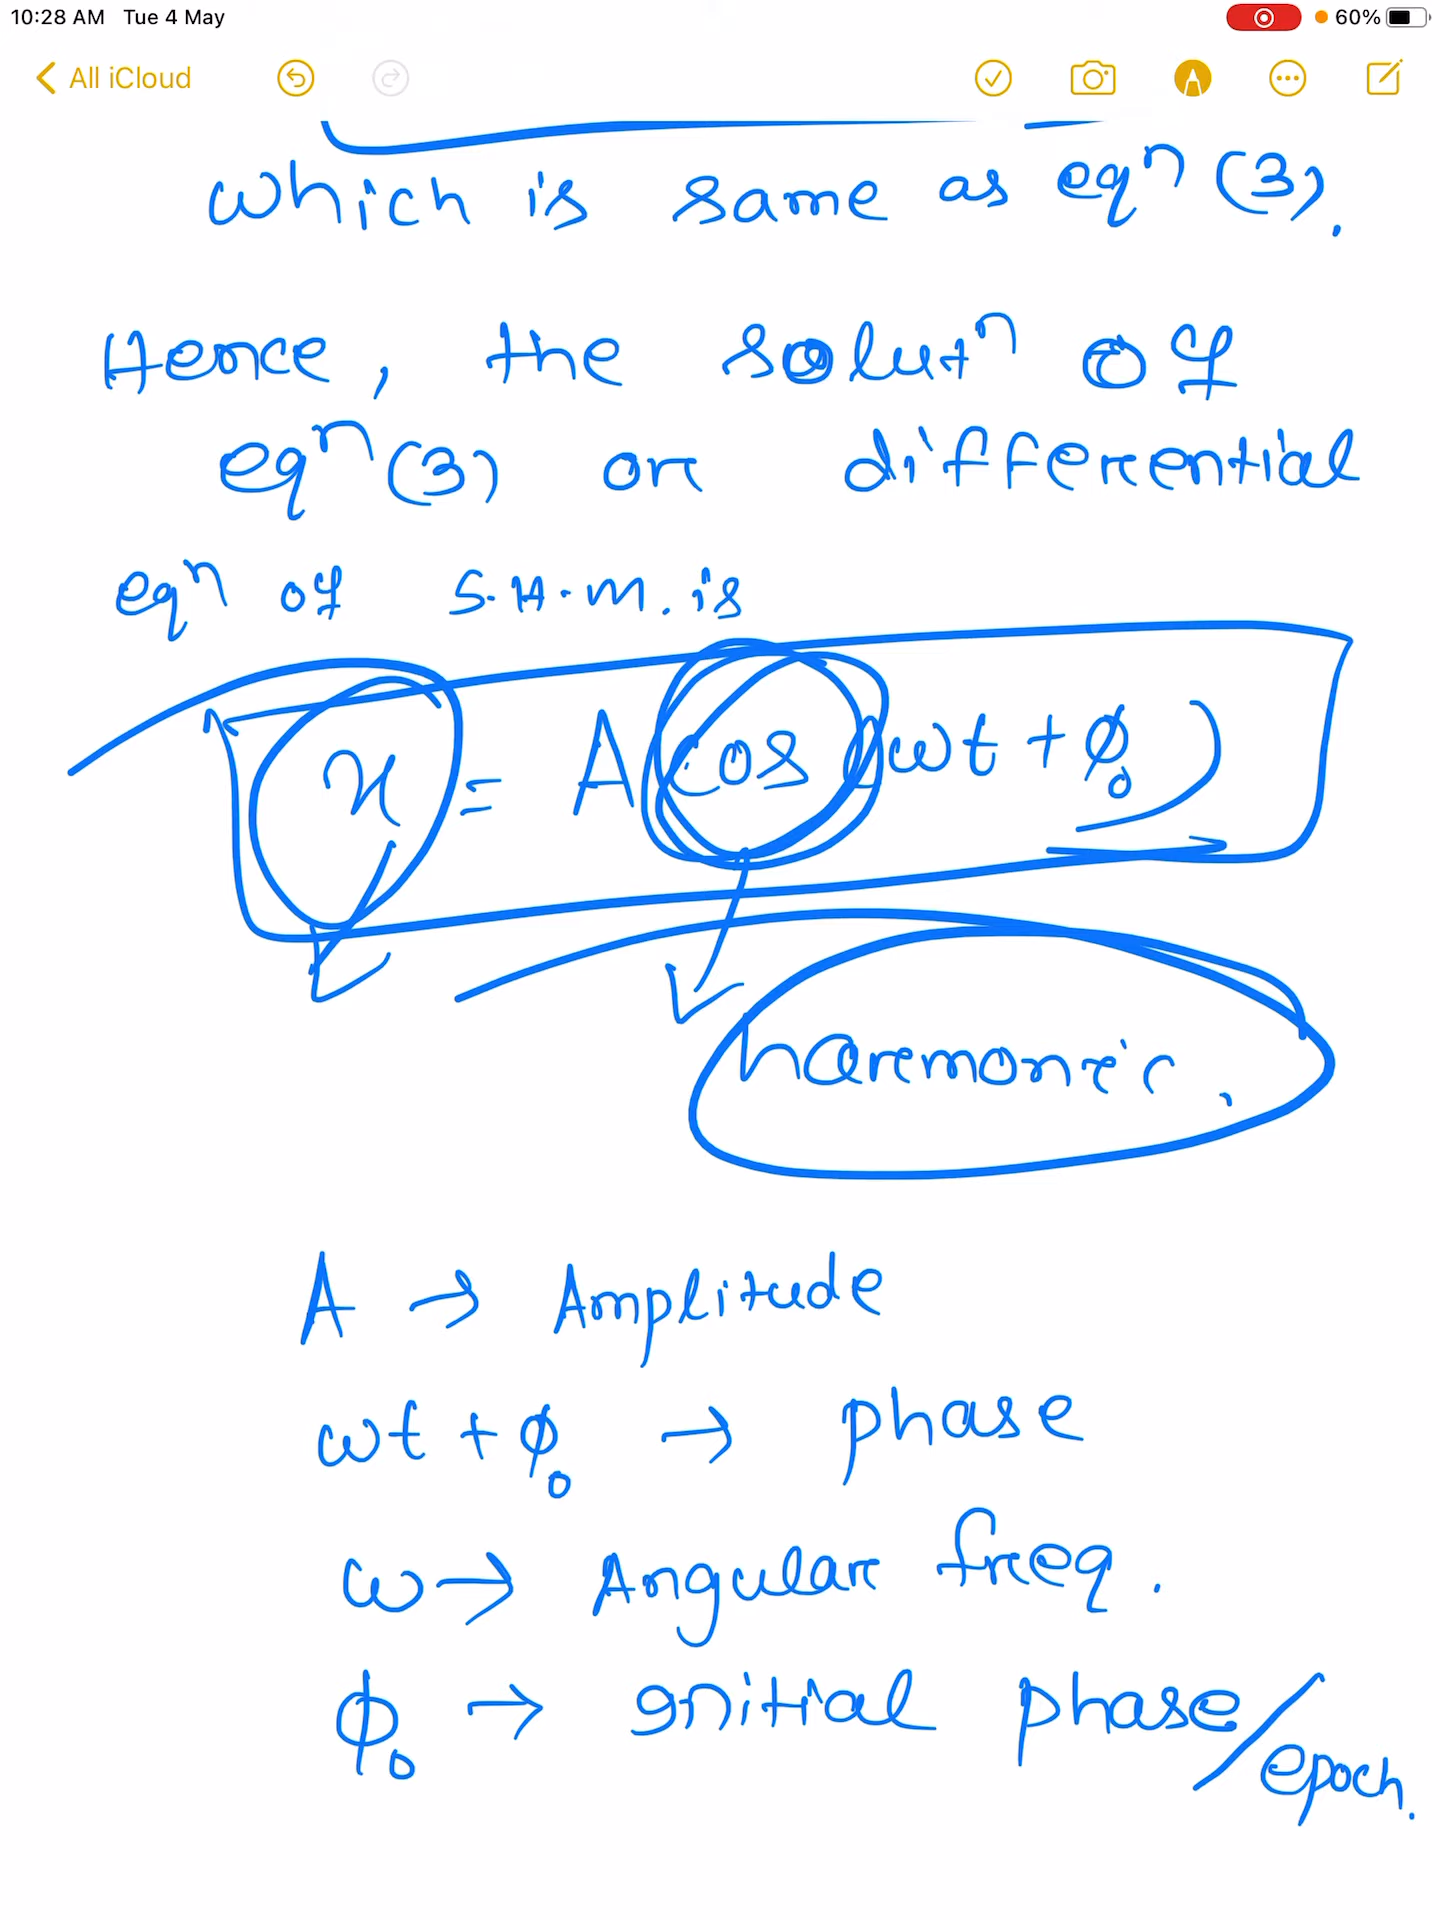 10:28 AM Tue 4 May 60%
All iCloud
which is same as eqⁿ (3).
Hence, the solutⁿ of
eqⁿ (3) or differential
eqⁿ of S.H.M. is
x = A cos (ωt + ϕ₀)
harmonic.
A → Amplitude
ωt + ϕ₀ → phase
ω → Angular freq.
ϕ₀ → Initial phase/
epoch.